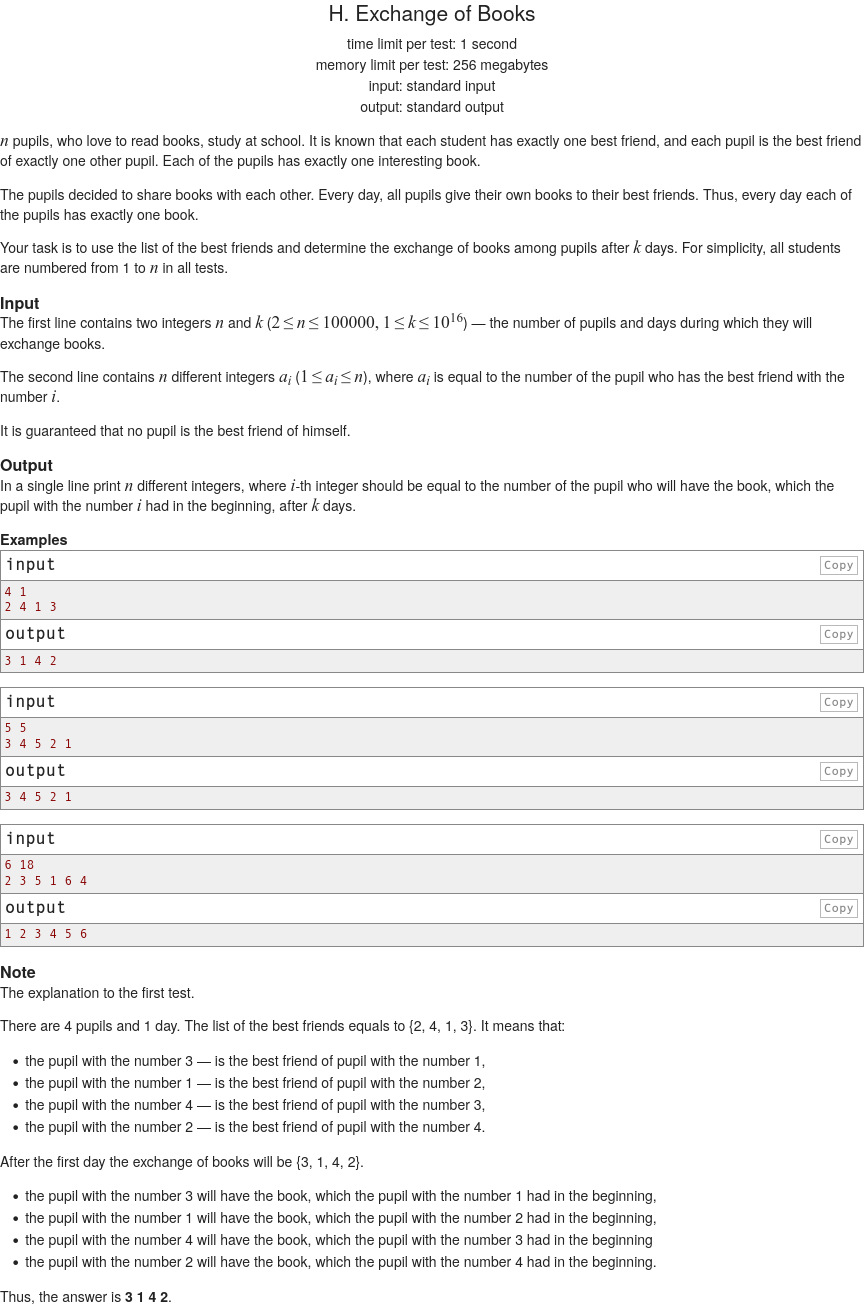 H. Exchange of Books
time limit per test: 1 second
memory limit per test: 256 megabytes
input: standard input
output: standard output
n pupils, who love to read books, study at school. It is known that each student has exactly one best friend, and each pupil is the best friend
of exactly one other pupil. Each of the pupils has exactly one interesting book.
The pupils decided to share books with each other. Every day, all pupils give their own books to their best friends. Thus, every day each of
the pupils has exactly one book.
Your task is to use the list of the best friends and determine the exchange of books among pupils after k days. For simplicity, all students
are numbered from 1 to n in all tests.
Input
The first line contains two integers n and k (2 ≤ n ≤ 100000, 1 ≤ k ≤ 10^16) — the number of pupils and days during which they will
exchange books.
The second line contains n different integers a_i (1 ≤ a_i ≤ n), where a_i is equal to the number of the pupil who has the best friend with the
number i.
It is guaranteed that no pupil is the best friend of himself.
Output
In a single line print n different integers, where i-th integer should be equal to the number of the pupil who will have the book, which the
pupil with the number i had in the beginning, after k days.
Examples
input Copy
4 1
2 4 1 3
output Copy
3 1 4 2
input Copy
5 5
3 4 5 2 1
output Copy
3 4 5 2 1
input Copy
6 18
2 3 5 1 6 4
output Copy
1 2 3 4 5 6
Note
The explanation to the first test.
There are 4 pupils and 1 day. The list of the best friends equals to {2, 4, 1, 3}. It means that:
• the pupil with the number 3 — is the best friend of pupil with the number 1,
• the pupil with the number 1 — is the best friend of pupil with the number 2,
• the pupil with the number 4 — is the best friend of pupil with the number 3,
• the pupil with the number 2 — is the best friend of pupil with the number 4.
After the first day the exchange of books will be {3, 1, 4, 2}.
• the pupil with the number 3 will have the book, which the pupil with the number 1 had in the beginning,
• the pupil with the number 1 will have the book, which the pupil with the number 2 had in the beginning,
• the pupil with the number 4 will have the book, which the pupil with the number 3 had in the beginning
• the pupil with the number 2 will have the book, which the pupil with the number 4 had in the beginning.
Thus, the answer is 3 1 4 2.